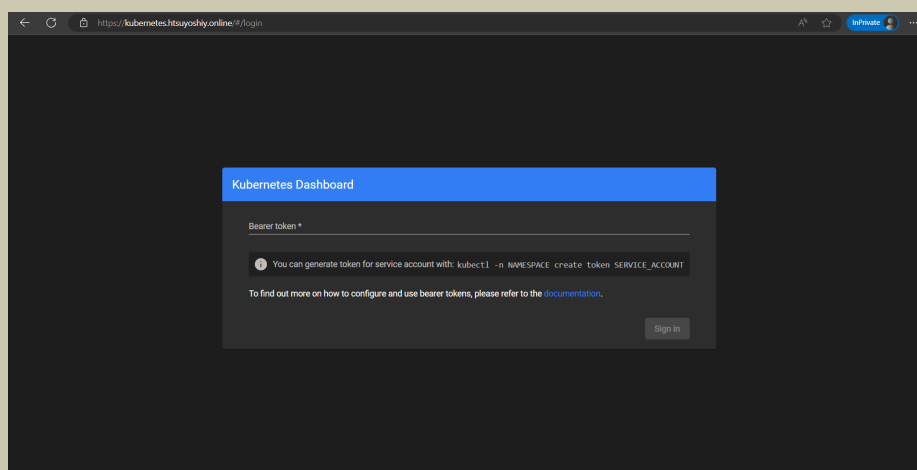 https://kubernetes.htsuyoshiy.online/#/login
InPrivate
Kubernetes Dashboard
Bearer token *
You can generate token for service account with: kubectl -n NAMESPACE create token SERVICE_ACCOUNT
To find out more on how to configure and use bearer tokens, please refer to the documentation.
Sign in